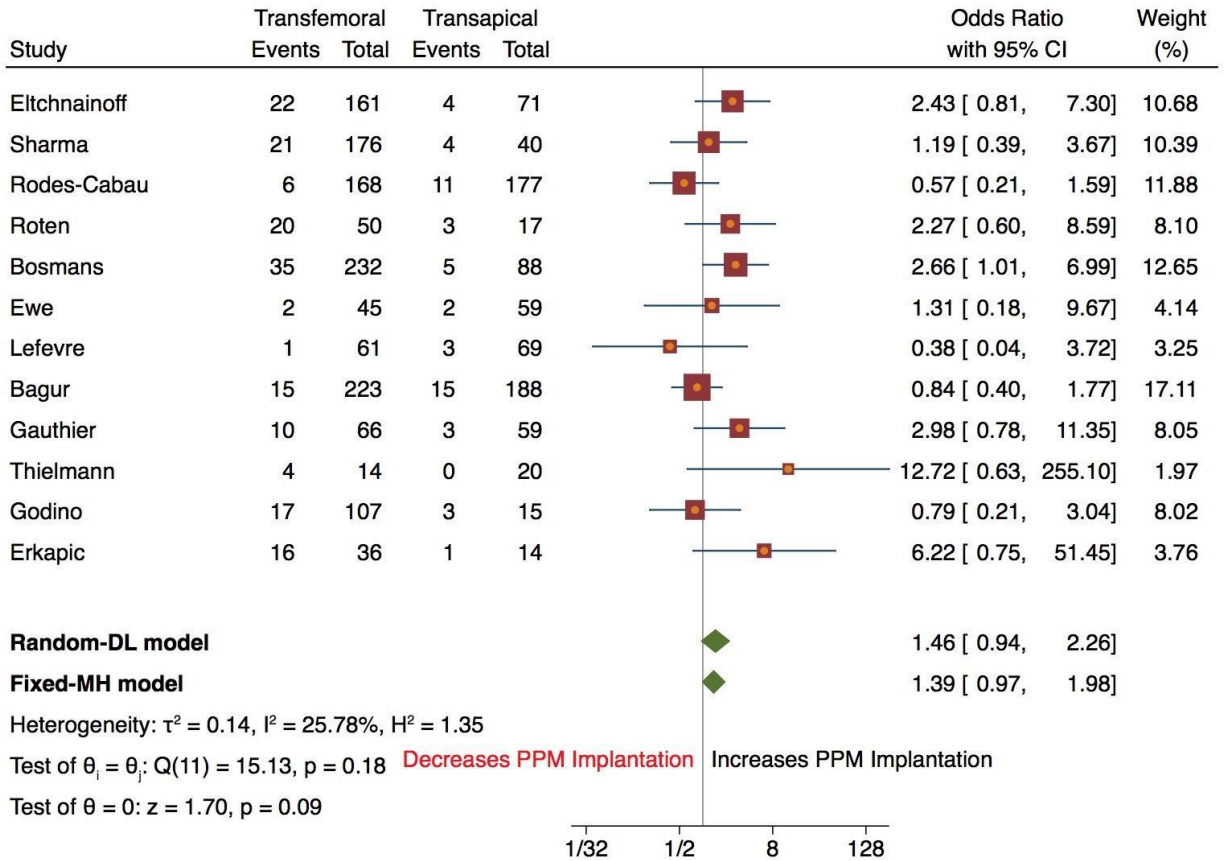 Transfemoral Transapical Odds Ratio Weight
Study Events Total Events Total with 95% CI (%)
Eltchnainoff 22 161 4 71 2.43 [ 0.81, 7.30] 10.68
Sharma 21 176 4 40 1.19 [ 0.39, 3.67] 10.39
Rodes-Cabau 6 168 11 177 0.57 [ 0.21, 1.59] 11.88
Roten 20 50 3 17 2.27 [ 0.60, 8.59] 8.10
Bosmans 35 232 5 88 2.66 [ 1.01, 6.99] 12.65
Ewe 2 45 2 59 1.31 [ 0.18, 9.67] 4.14
Lefevre 1 61 3 69 0.38 [ 0.04, 3.72] 3.25
Bagur 15 223 15 188 0.84 [ 0.40, 1.77] 17.11
Gauthier 10 66 3 59 2.98 [ 0.78, 11.35] 8.05
Thielmann 4 14 0 20 12.72 [ 0.63, 255.10] 1.97
Godino 17 107 3 15 0.79 [ 0.21, 3.04] 8.02
Erkapic 16 36 1 14 6.22 [ 0.75, 51.45] 3.76
Random-DL model 1.46 [ 0.94, 2.26]
Fixed-MH model 1.39 [ 0.97, 1.98]
Heterogeneity: τ² = 0.14, I² = 25.78%, H² = 1.35
Test of θᵢ = θⱼ: Q(11) = 15.13, p = 0.18 Decreases PPM Implantation Increases PPM Implantation
Test of θ = 0: z = 1.70, p = 0.09
1/32 1/2 8 128